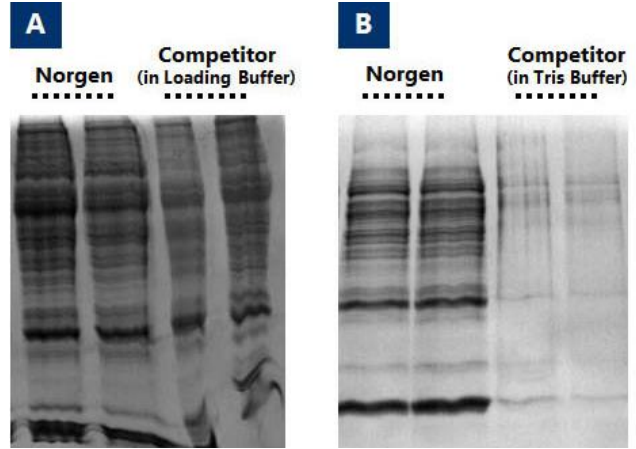 A
Norgen
Competitor
(in Loading Buffer)
B
Norgen
Competitor
(in Tris Buffer)